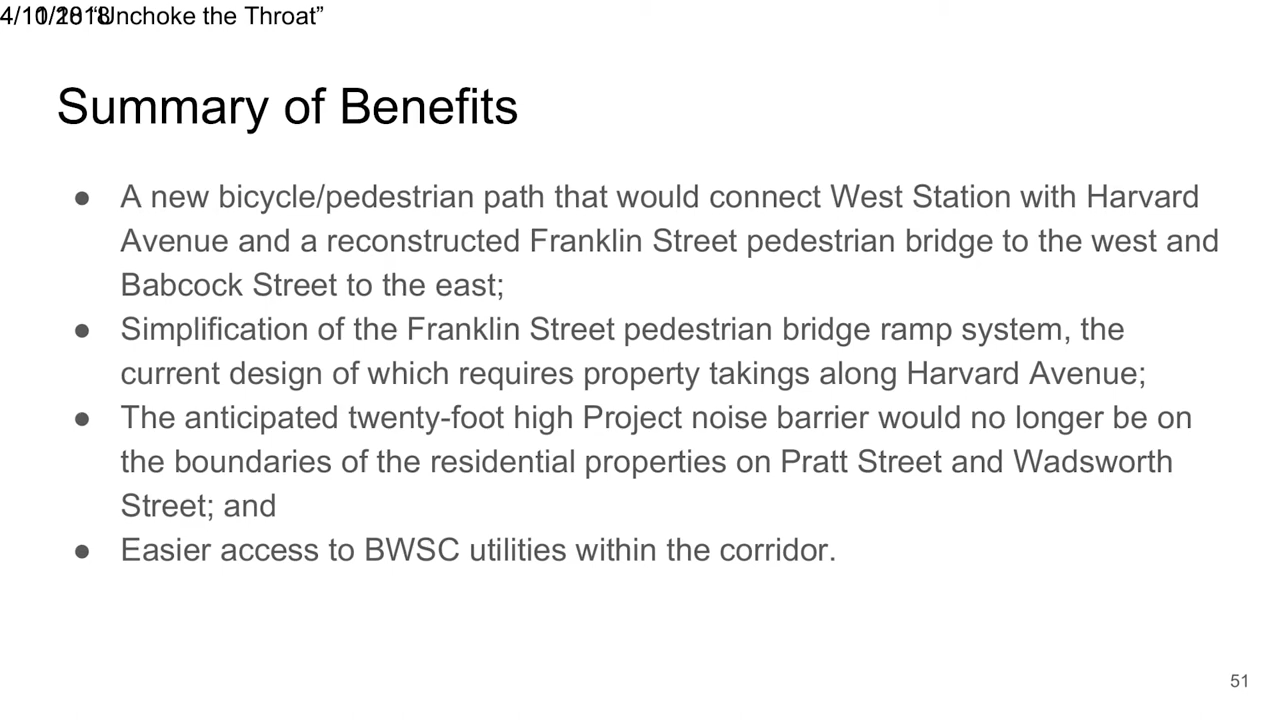 "Unchoke the Throat”
Summary of Benefits
● A new bicycle/pedestrian path that would connect West Station with Harvard
Avenue and a reconstructed Franklin Street pedestrian bridge to the west and
Babcock Street to the east;
● Simplification of the Franklin Street pedestrian bridge ramp system, the
current design of which requires property takings along Harvard Avenue;
● The anticipated twenty-foot high Project noise barrier would no longer be on
the boundaries of the residential properties on Pratt Street and Wadsworth
Street; and
● Easier access to BWSC utilities within the corridor.
51